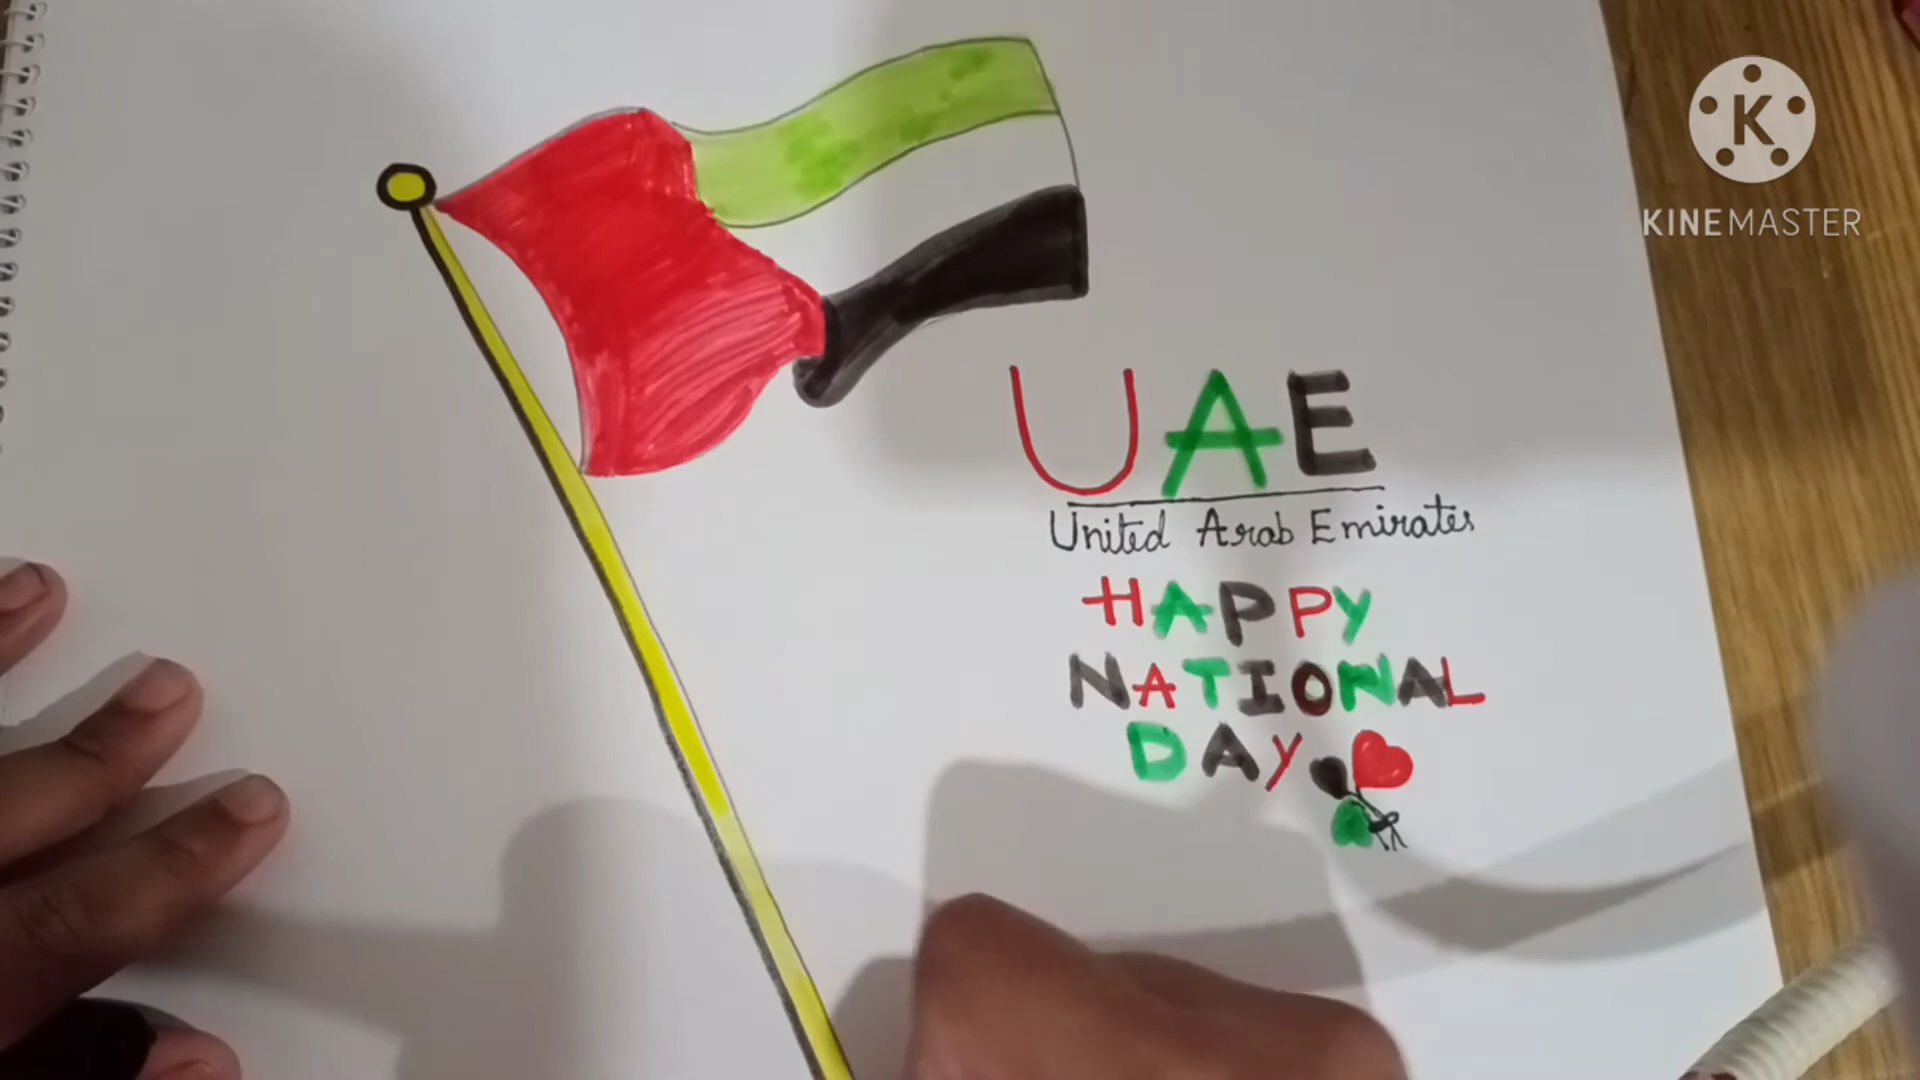 K
KINEMASTER
UAE
United Arab Emirates
HAPPY
NATIONAL
DAY